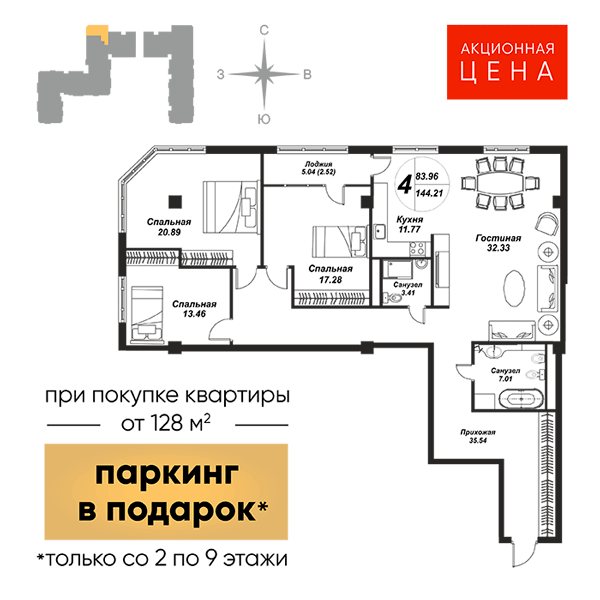 С
З
В
Ю
АКЦИОННАЯ
ЦЕНА
Лоджия
5.04 (2.52)
4
83.96
144.21
Спальная
20.89
Кухня
11.77
Гостиная
32.33
Спальная
17.28
Санузел
3.41
Спальная
13.46
Санузел
7.01
Прихожая
35.54
при покупке квартиры
от 128 м²
паркинг
в подарок*
*только со 2 по 9 этажи